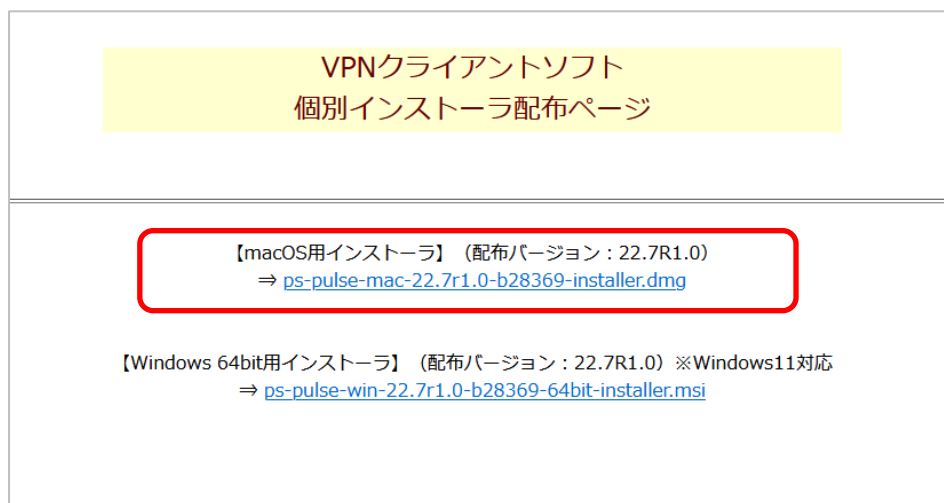 VPNクライアントソフト
個別インストーラ配布ページ
【macOS用インストーラ】（配布バージョン：22.7R1.0）
⇒ ps-pulse-mac-22.7r1.0-b28369-installer.dmg
【Windows 64bit用インストーラ】（配布バージョン：22.7R1.0）※Windows11対応
⇒ ps-pulse-win-22.7r1.0-b28369-64bit-installer.msi